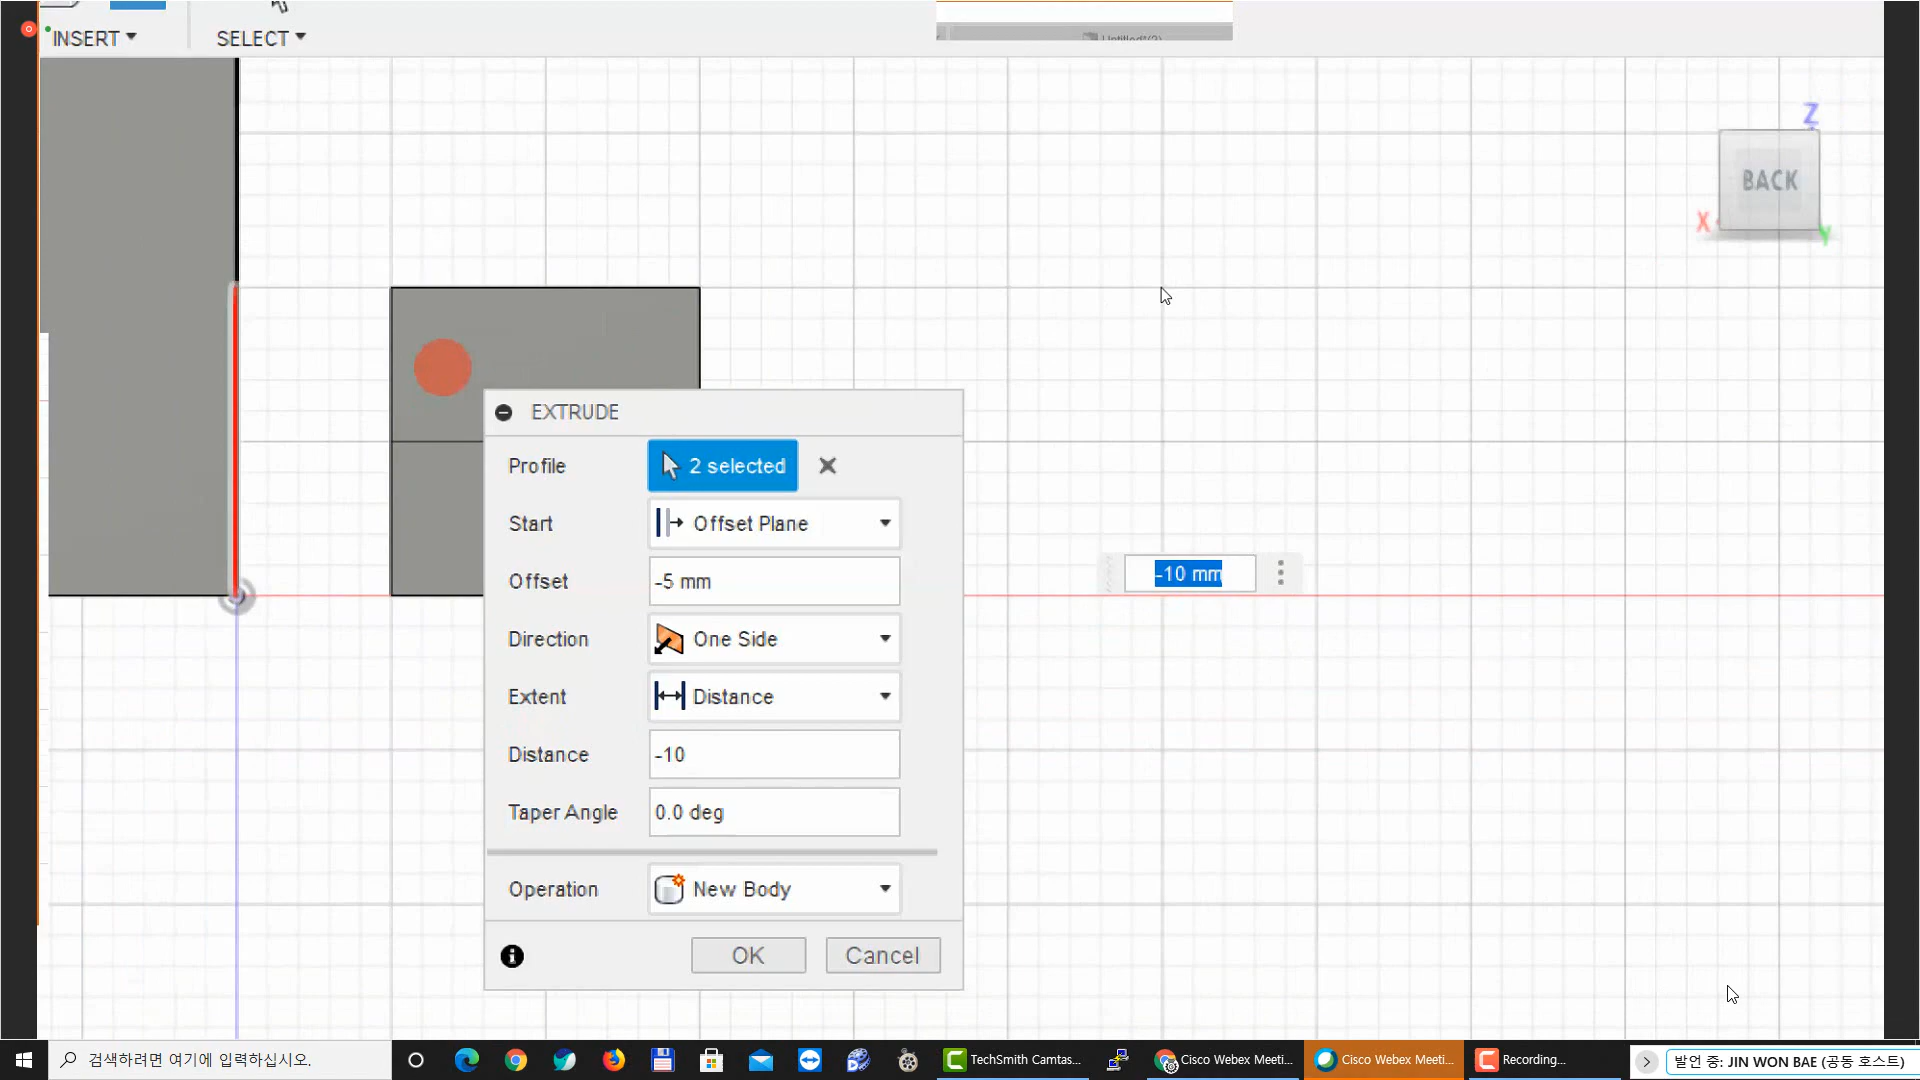 INSERT
SELECT
Untitled*(3)
Z
BACK
X
Y
EXTRUDE
Profile
2 selected
Start
Offset Plane
Offset
-5 mm
-10 mm
Direction
One Side
Extent
Distance
Distance
-10
Taper Angle
0.0 deg
Operation
New Body
OK
Cancel
검색하려면 여기에 입력하십시오.
TechSmith Camtas...
Cisco Webex Meeti...
Cisco Webex Meeti...
Recording...
발언 중: JIN WON BAE (공동 호스트)